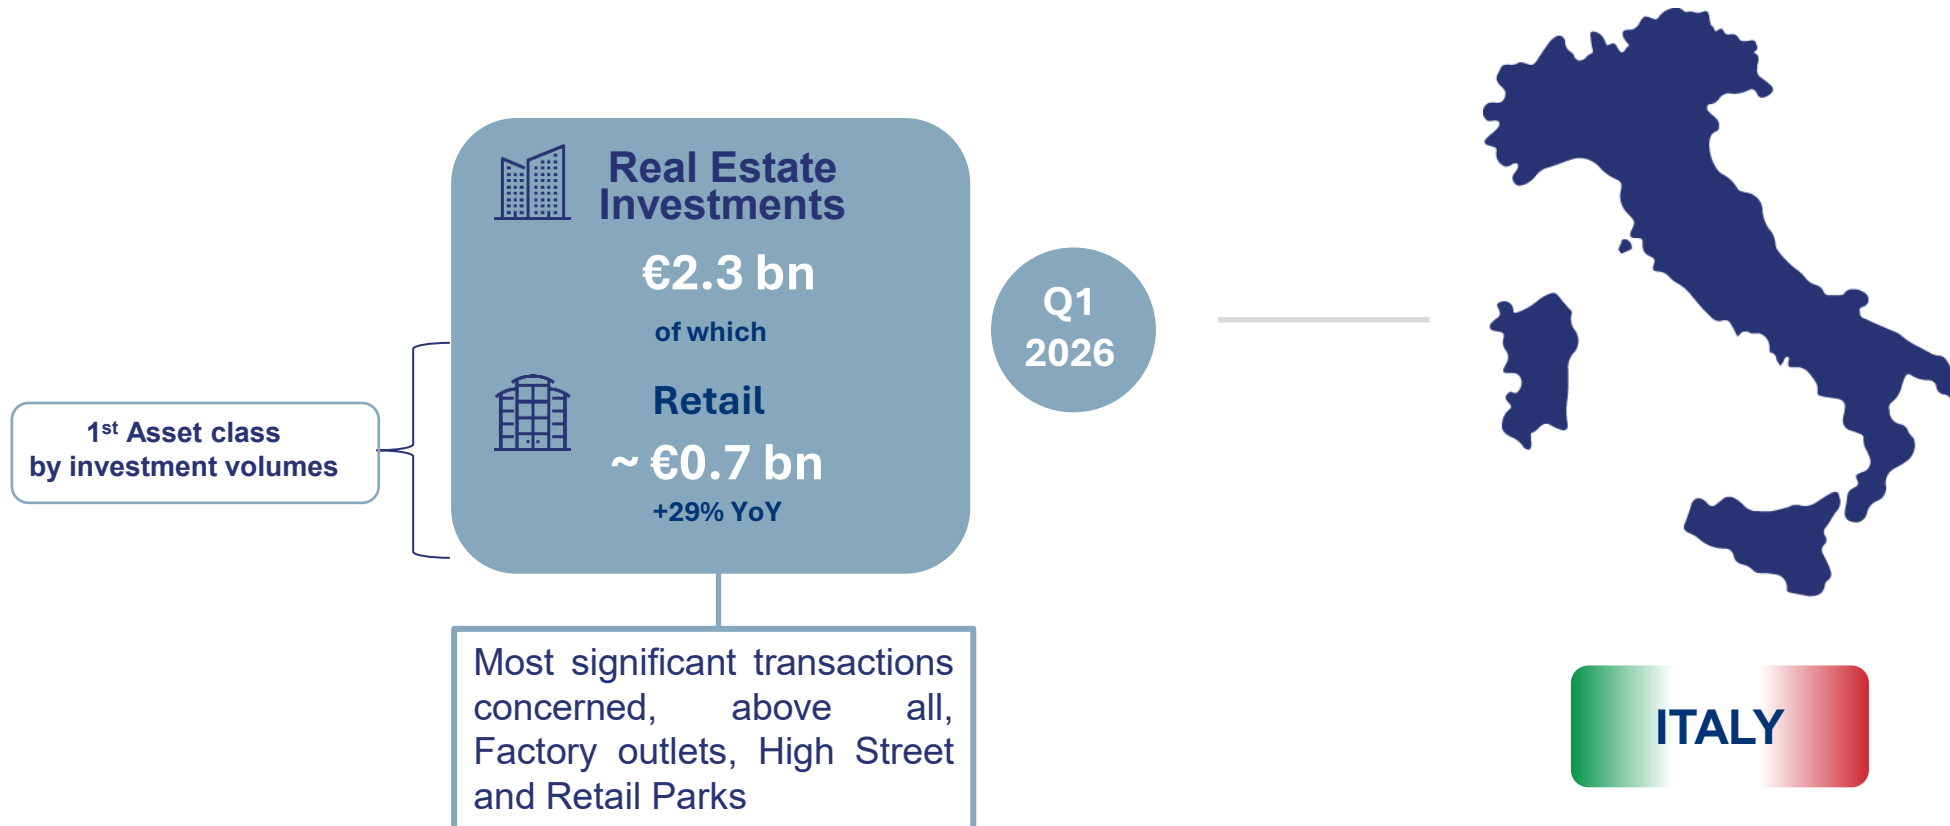 Real Estate
Investments
€2.3 bn
of which
Retail
~ €0.7 bn
+29% YoY
1st Asset class
by investment volumes
Q1
2026
Most significant transactions
concerned, above all,
Factory outlets, High Street
and Retail Parks
ITALY